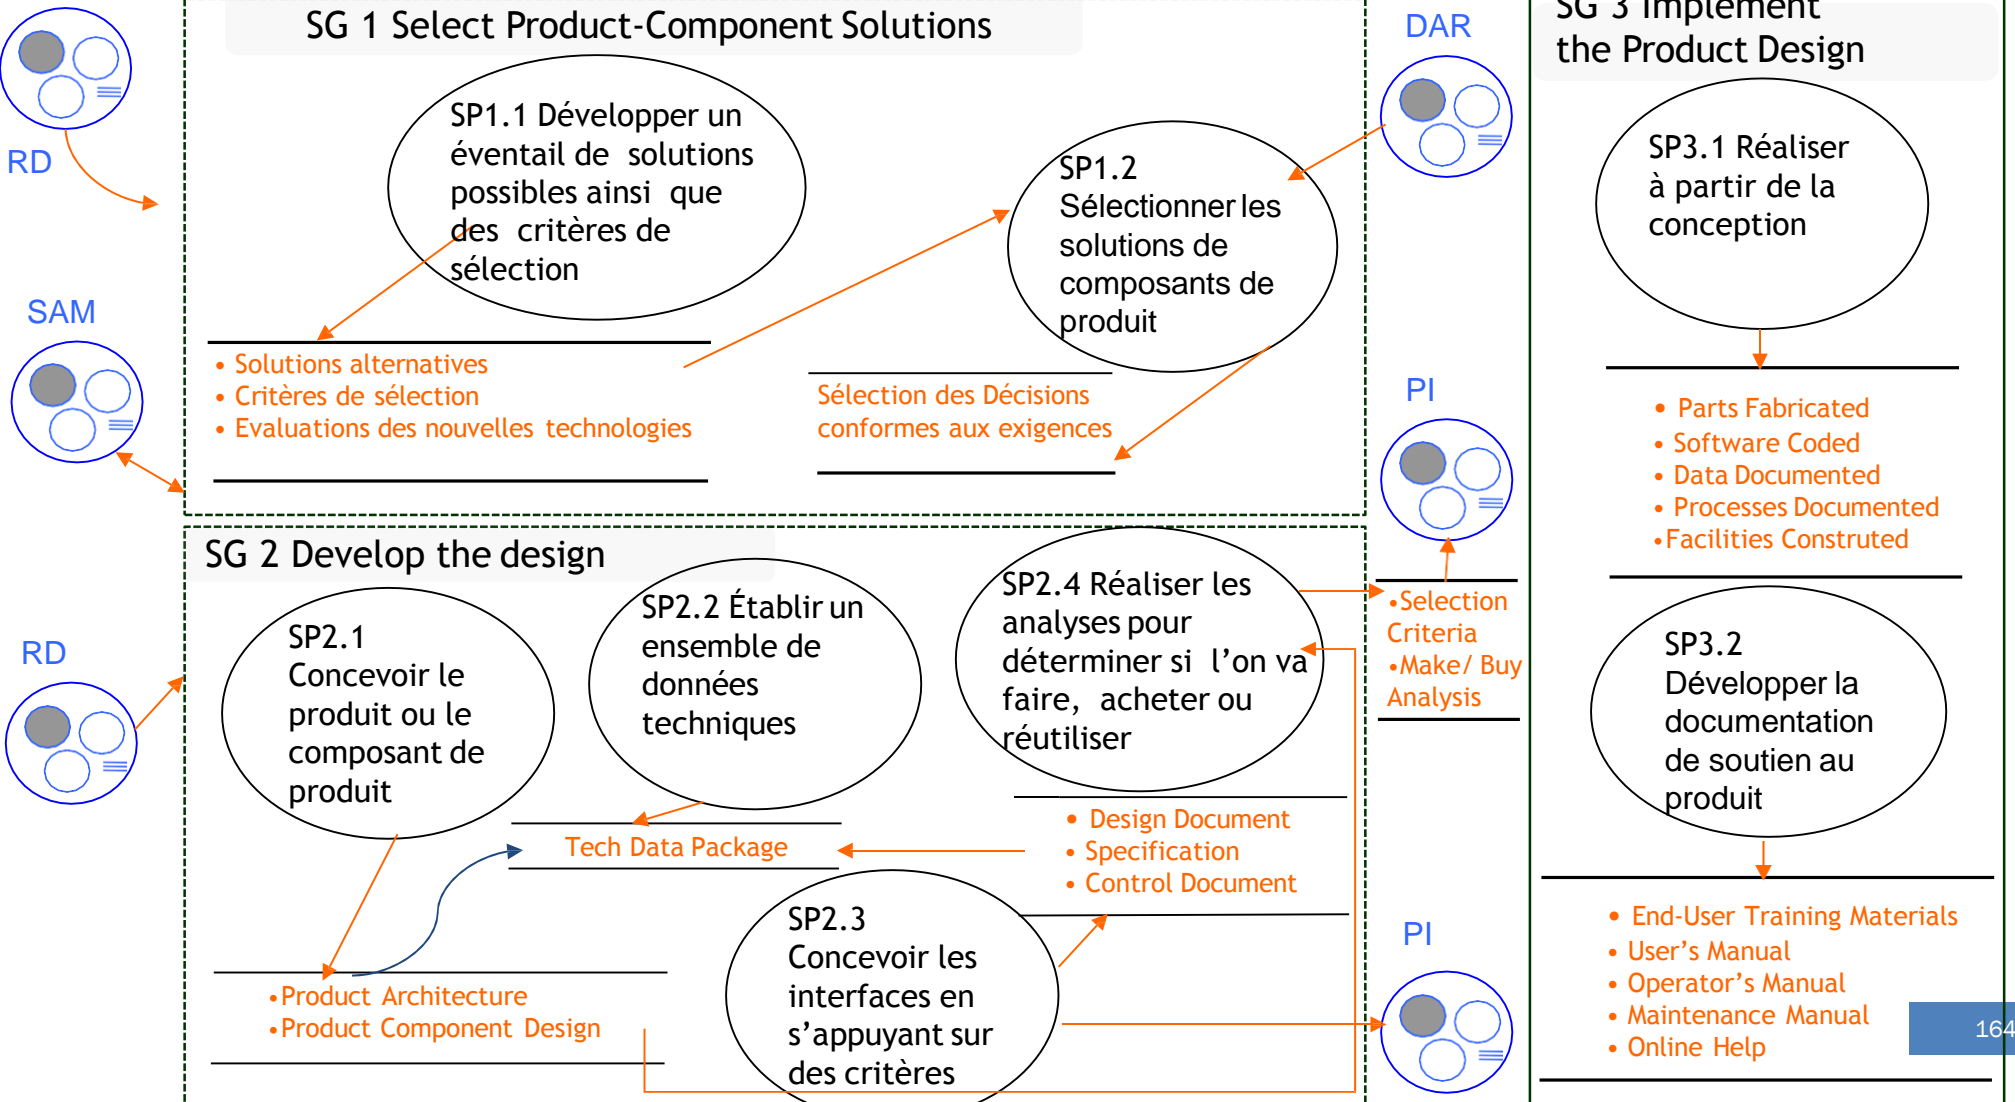 SG 1 Select Product-Component Solutions
RD
SP1.1 Développer un
éventail de solutions
possibles ainsi que
des critères de
sélection
SP1.2
Sélectionner les
solutions de
composants de
produit
DAR
SAM
• Solutions alternatives
• Critères de sélection
• Evaluations des nouvelles technologies
Sélection des Décisions
conformes aux exigences
PI
SG 2 Develop the design
RD
SP2.1
Concevoir le
produit ou le
composant de
produit
SP2.2 Établir un
ensemble de
données
techniques
SP2.4 Réaliser les
analyses pour
déterminer si l’on va
faire, acheter ou
réutiliser
•Selection
Criteria
•Make/ Buy
Analysis
Tech Data Package
• Design Document
• Specification
• Control Document
•Product Architecture
•Product Component Design
SP2.3
Concevoir les
interfaces en
s’appuyant sur
des critères
PI
SG 3 Implement
the Product Design
SP3.1 Réaliser
à partir de la
conception
• Parts Fabricated
• Software Coded
• Data Documented
• Processes Documented
•Facilities Construted
SP3.2
Développer la
documentation
de soutien au
produit
• End-User Training Materials
• User’s Manual
• Operator’s Manual
• Maintenance Manual
• Online Help
164